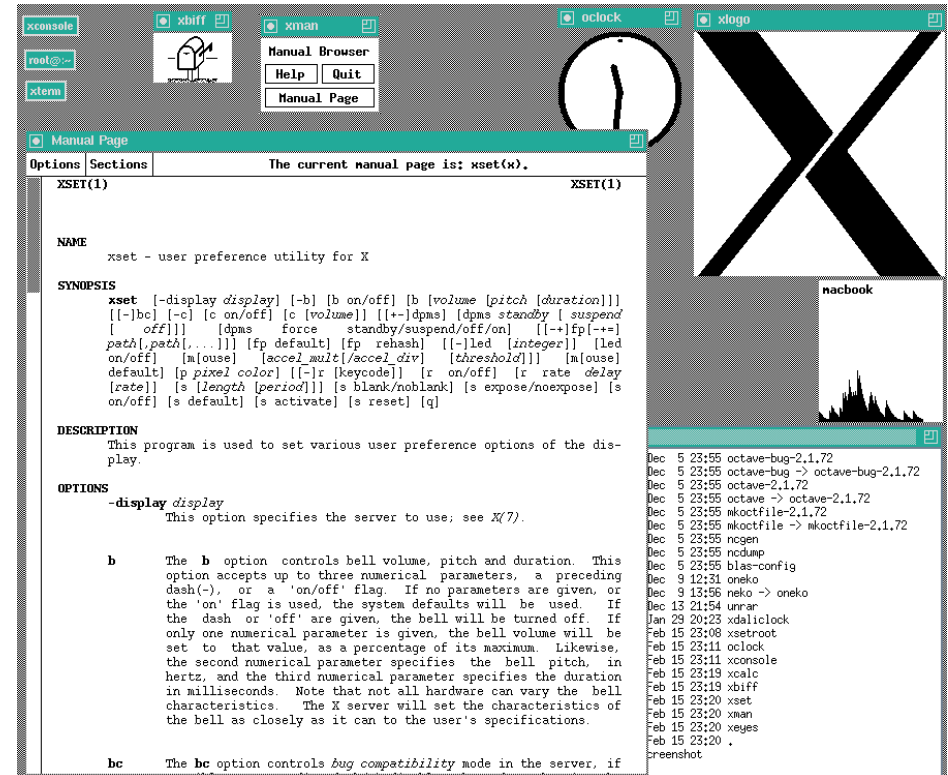 xconsole
root@:~
xterm
xbiff
xman
Manual Browser
Help Quit
Manual Page
oclock
xlogo
Manual Page
Options Sections The current manual page is: xset(x).
XSET(1) XSET(1)
NAME
xset - user preference utility for X
SYNOPSIS
xset [-display display] [-b] [b on/off] [b [volume [pitch [duration]]]
[[-]bc] [-c] [c on/off] [c [volume]] [[+-]dpms] [dpms standby [ suspend
[ off]]] [dpms force standby/suspend/off/on] [[-+]fp[-+=]
path[,path[,...]]] [fp default] [fp rehash] [[-]led [integer]] [led
on/off] [m[ouse] [accel_mult[/accel_div] [threshold]]] [m[ouse]
default] [p pixel color] [[-]r [keycode]] [r on/off] [r rate delay
[rate]] [s [length [period]]] [s blank/noblank] [s expose/noexpose] [s
on/off] [s default] [s activate] [s reset] [q]
DESCRIPTION
This program is used to set various user preference options of the dis-
play.
OPTIONS
-display display
This option specifies the server to use; see X(7).
b The b option controls bell volume, pitch and duration. This
option accepts up to three numerical parameters, a preceding
dash(-), or a 'on/off' flag. If no parameters are given, or
the 'on' flag is used, the system defaults will be used. If
the dash or 'off' are given, the bell will be turned off. If
only one numerical parameter is given, the bell volume will be
set to that value, as a percentage of its maximum. Likewise,
the second numerical parameter specifies the bell pitch, in
hertz, and the third numerical parameter specifies the duration
in milliseconds. Note that not all hardware can vary the bell
characteristics. The X server will set the characteristics of
the bell as closely as it can to the user's specifications.
bc The bc option controls bug compatibility mode in the server, if
macbook
Dec 5 23:55 octave-bug-2.1.72
Dec 5 23:55 octave-bug -> octave-bug-2.1.72
Dec 5 23:55 octave-2.1.72
Dec 5 23:55 octave -> octave-2.1.72
Dec 5 23:55 mkoctfile-2.1.72
Dec 5 23:55 mkoctfile -> mkoctfile-2.1.72
Dec 5 23:55 ncgen
Dec 5 23:55 ncdump
Dec 5 23:55 blas-config
Dec 9 12:31 oneko
Dec 9 13:56 neko -> oneko
Dec 13 21:54 unrar
Jan 29 20:23 xdaliclock
Feb 15 23:08 xsetroot
Feb 15 23:11 oclock
Feb 15 23:11 xconsole
Feb 15 23:19 xcalc
Feb 15 23:19 xbiff
Feb 15 23:20 xset
Feb 15 23:20 xman
Feb 15 23:20 xeyes
Feb 15 23:20 .
creenshot